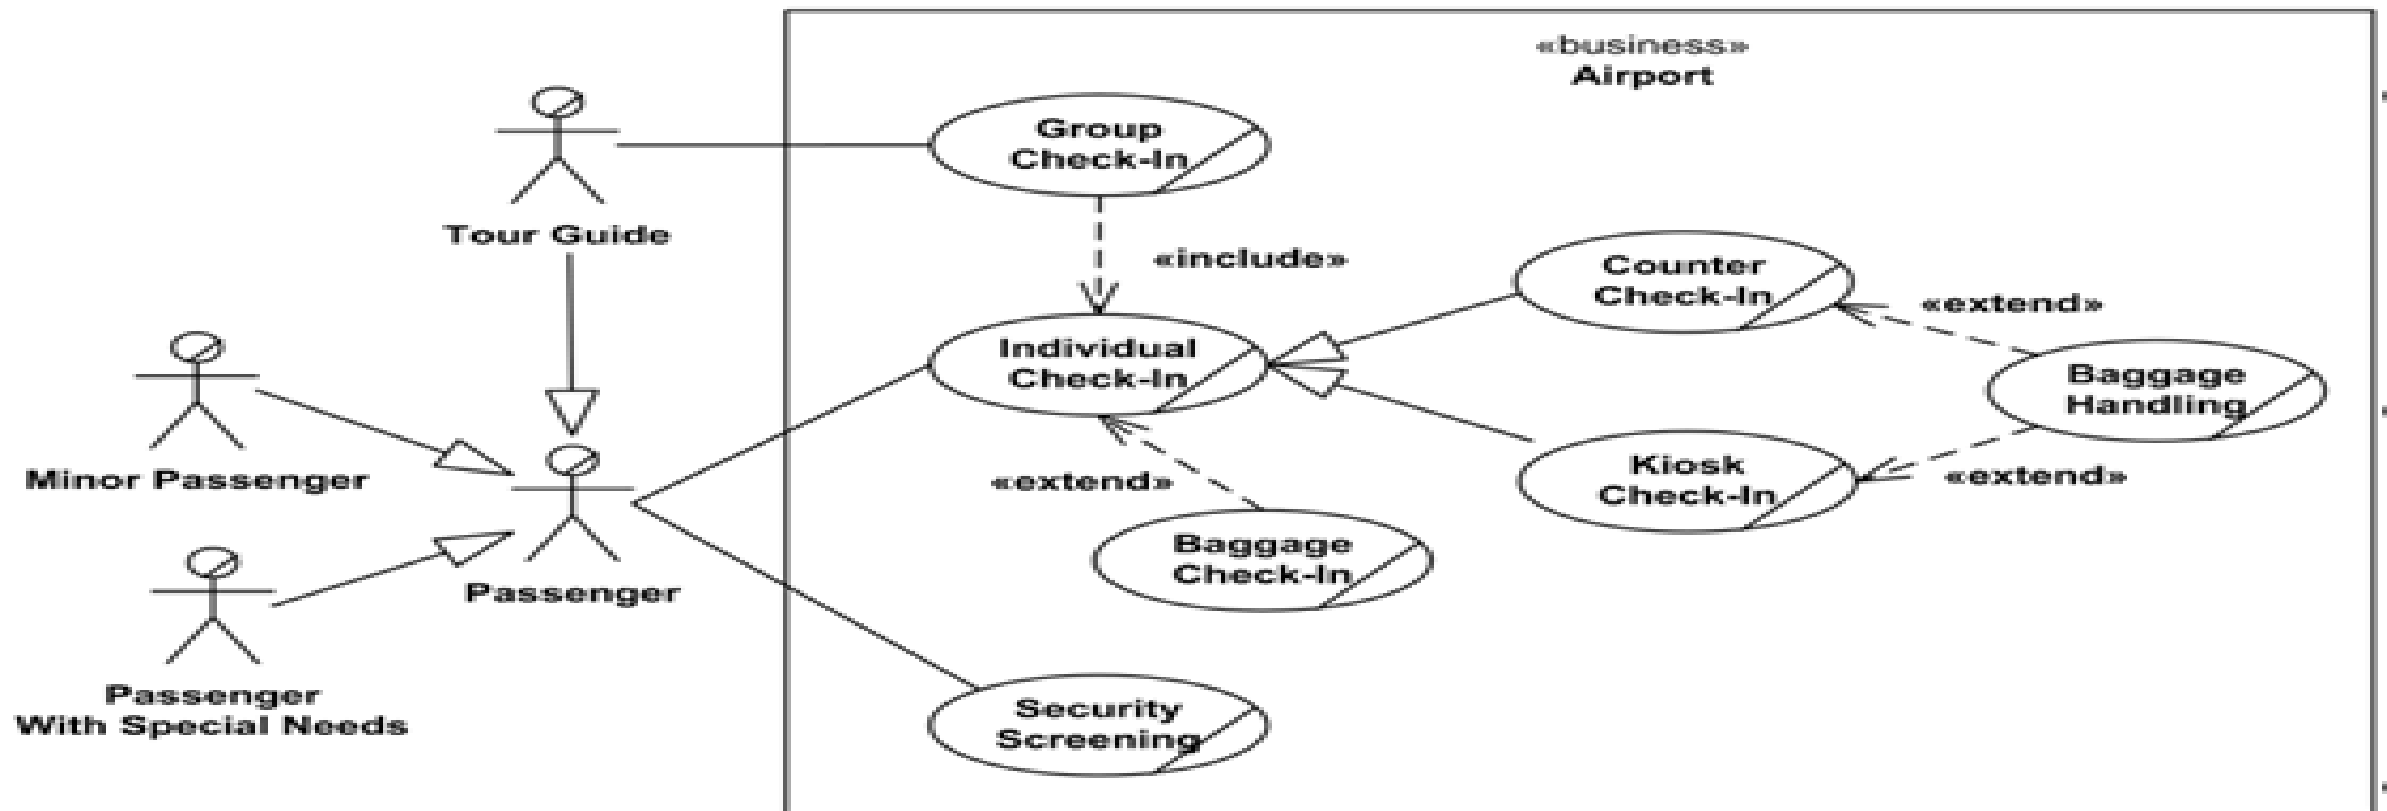 «business»
Airport
Group
Check-In
Tour Guide
«include»
Counter
Check-In
«extend»
Individual
Check-In
Baggage
Handling
Minor Passenger
«extend»
Kiosk
Check-In
«extend»
Baggage
Check-In
Passenger
Passenger
With Special Needs
Security
Screening